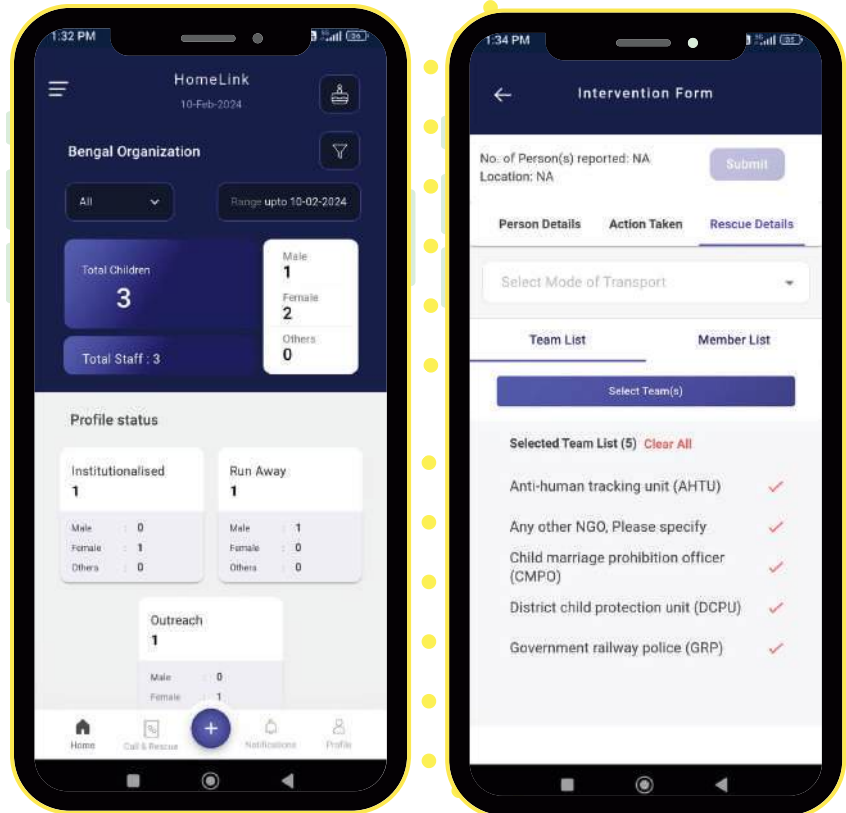 1:32 PM
HomeLink
10-Feb-2024
Bengal Organization
All
Range upto 10-02-2024
Total Children
3
Male
1
Female
2
Others
0
Total Staff : 3
Profile status
Institutionalised
1
Male : 0
Female : 1
Others : 0
Run Away
1
Male : 1
Female : 0
Others : 0
Outreach
1
Male : 0
Female : 1
Home
Call & Rescue
Notifications
Profile
1:34 PM
Intervention Form
No. of Person(s) reported: NA
Location: NA
Submit
Person Details
Action Taken
Rescue Details
Select Mode of Transport
Team List
Member List
Select Team(s)
Selected Team List (5) Clear All
Anti-human tracking unit (AHTU)
Any other NGO, Please specify
Child marriage prohibition officer
(CMPO)
District child protection unit (DCPU)
Government railway police (GRP)